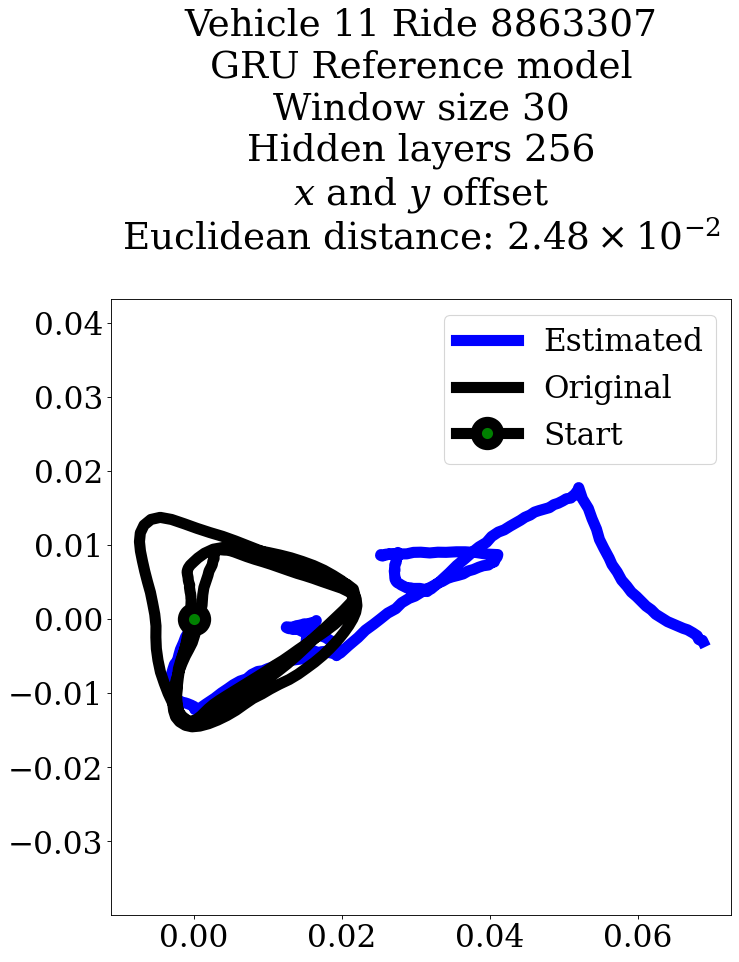 Vehicle 11 Ride 8863307
GRU Reference model
Window size 30
Hidden layers 256
x and y offset
Euclidean distance: 2.48 × 10⁻²
Estimated
Original
Start
0.04
0.03
0.02
0.01
0.00
−0.01
−0.02
−0.03
0.00 0.02 0.04 0.06